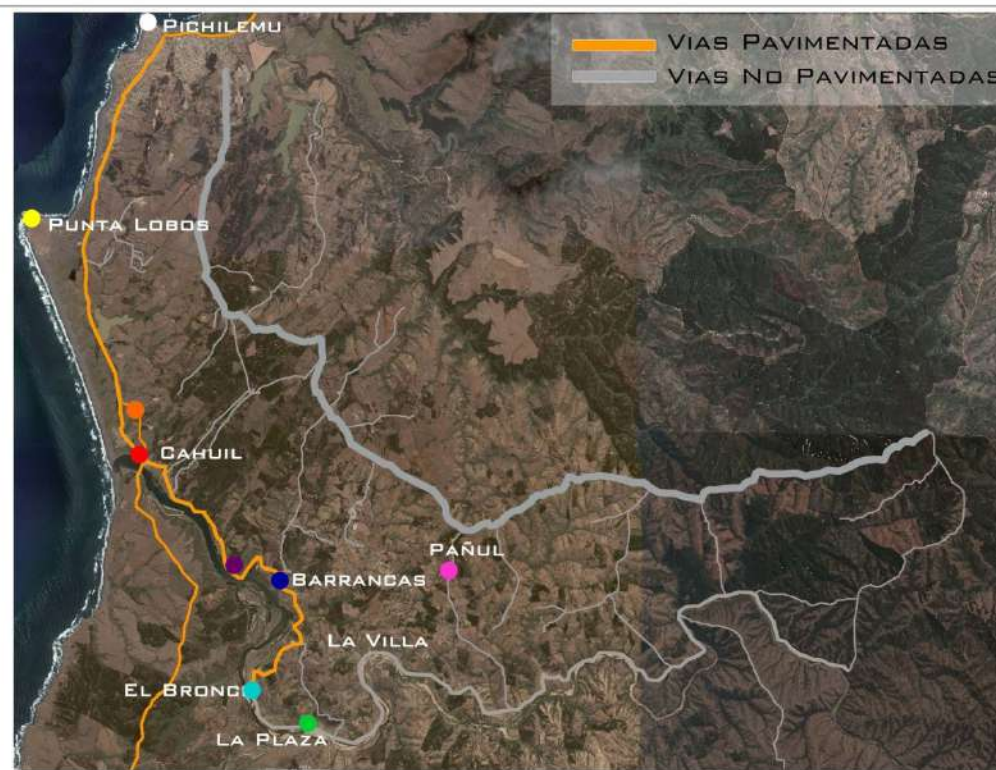 PICHILEMU
VIAS PAVIMENTADAS
VIAS NO PAVIMENTADAS
PUNTA LOBOS
CAHUIL
PAÑUL
BARRANCAS
LA VILLA
EL BRONC
LA PLAZA